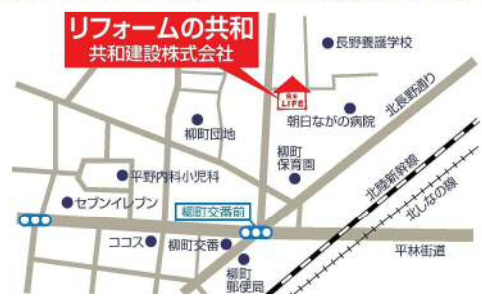 リフォームの共和
共和建設株式会社
長野養護学校
Re
LIFE
朝日ながの病院
北長野通り
柳町団地
柳町
保育園
平野内科小児科
北陸新幹線
北しなの線
セブンイレブン
柳町交番前
ココス
柳町交番
平林街道
柳町
郵便局